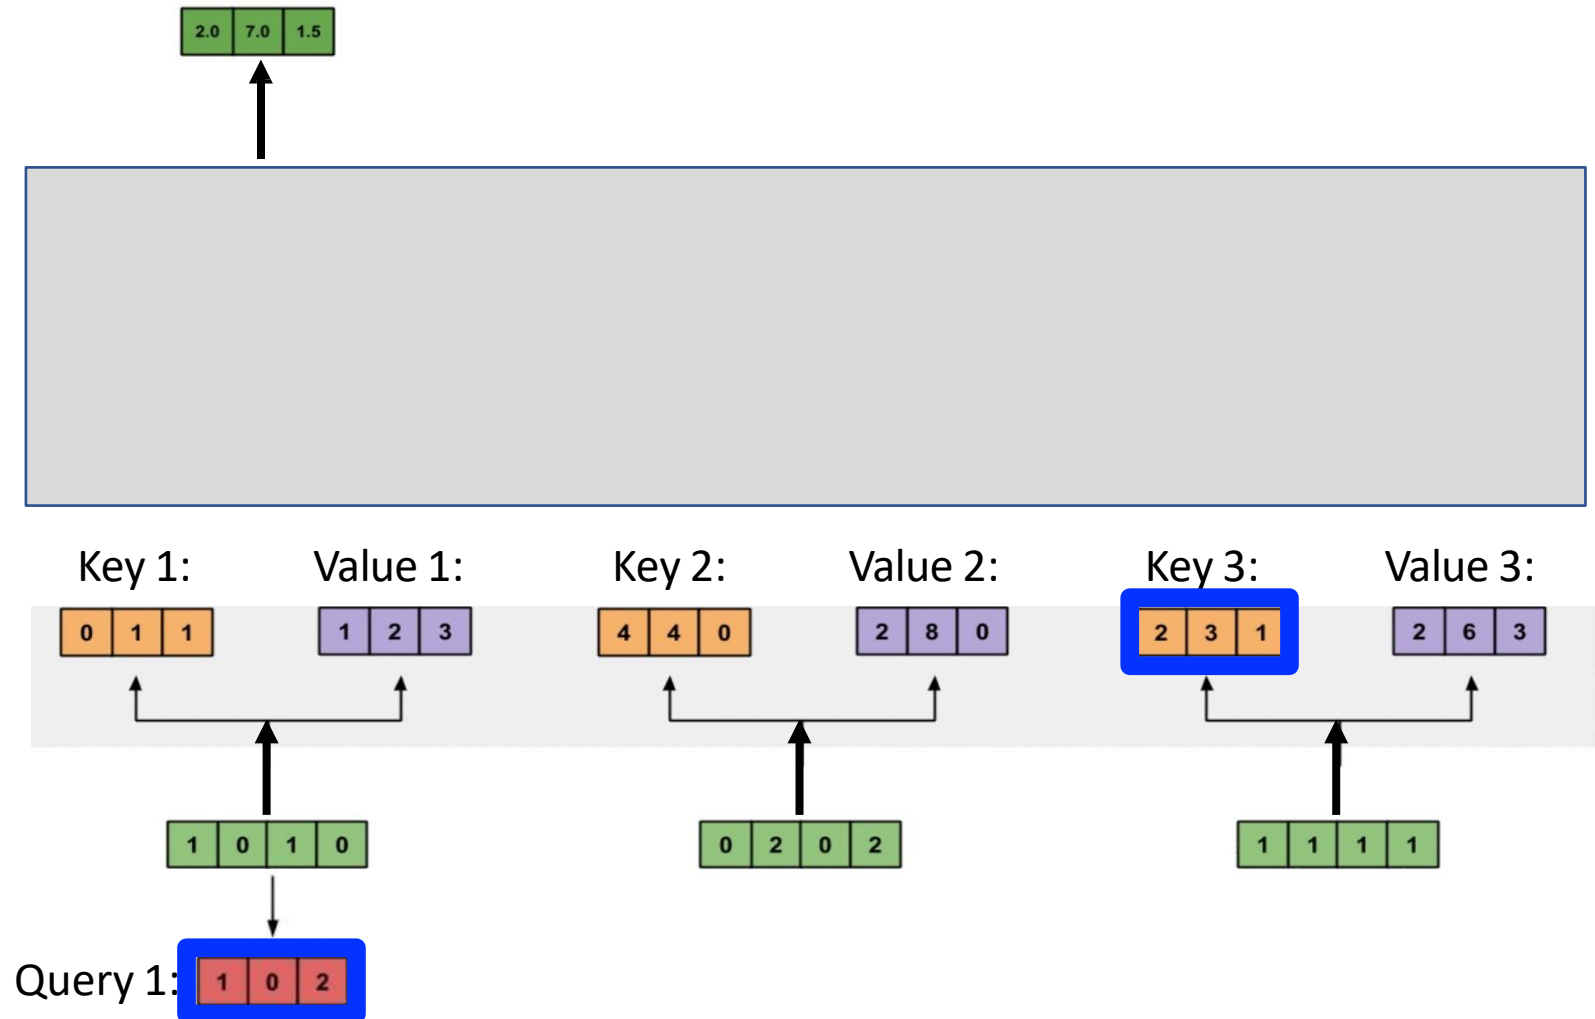 2.0 7.0 1.5
Key 1: Value 1: Key 2: Value 2: Key 3: Value 3:
0 1 1 1 2 3 4 4 0 2 8 0 2 3 1 2 6 3
1 0 1 0 0 2 0 2 1 1 1 1
Query 1: 1 0 2